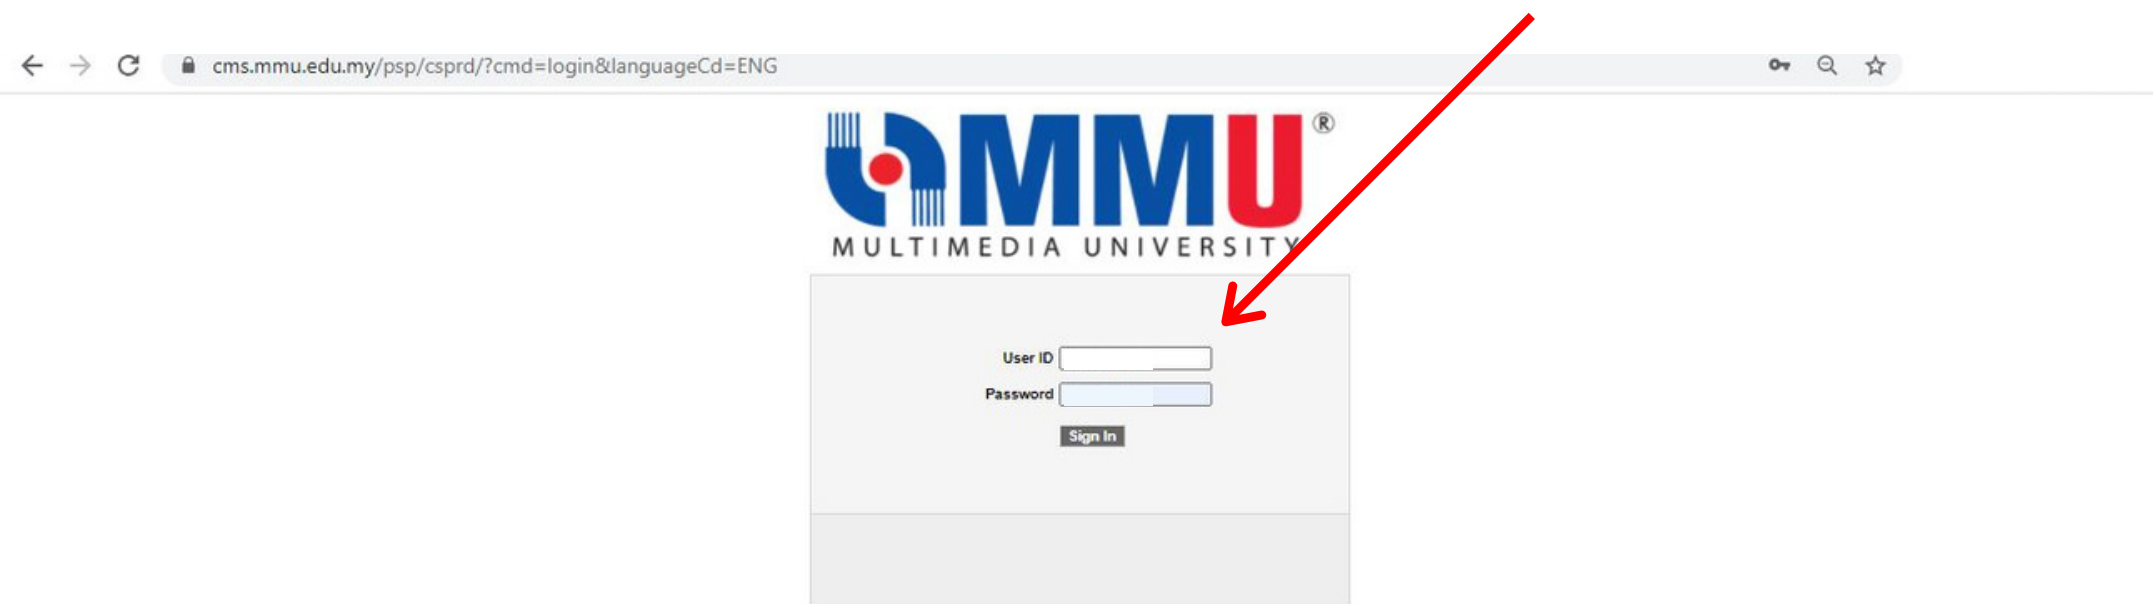 cms.mmu.edu.my/psp/csprd/?cmd=login&languageCd=ENG
MMU®
MULTIMEDIA UNIVERSITY
User ID
Password
Sign In